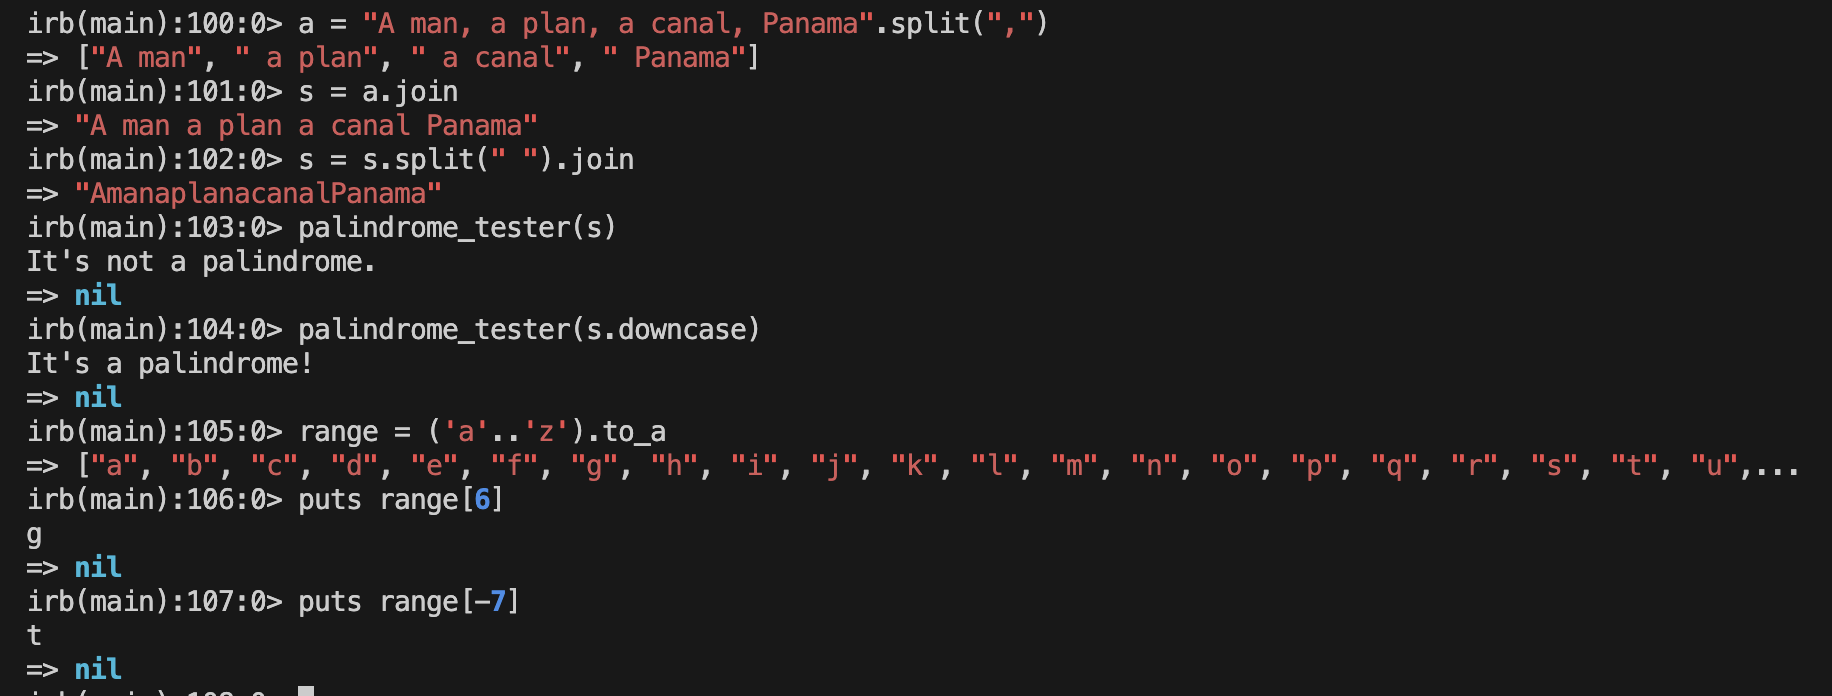 irb(main):100:0> a = "A man, a plan, a canal, Panama".split(",")
=> ["A man", " a plan", " a canal", " Panama"]
irb(main):101:0> s = a.join
=> "A man a plan a canal Panama"
irb(main):102:0> s = s.split(" ").join
=> "AmanaplanacanalPanama"
irb(main):103:0> palindrome_tester(s)
It's not a palindrome.
=> nil
irb(main):104:0> palindrome_tester(s.downcase)
It's a palindrome!
=> nil
irb(main):105:0> range = ('a'..'z').to_a
=> ["a", "b", "c", "d", "e", "f", "g", "h", "i", "j", "k", "l", "m", "n", "o", "p", "q", "r", "s", "t", "u",...
irb(main):106:0> puts range[6]
g
=> nil
irb(main):107:0> puts range[-7]
t
=> nil